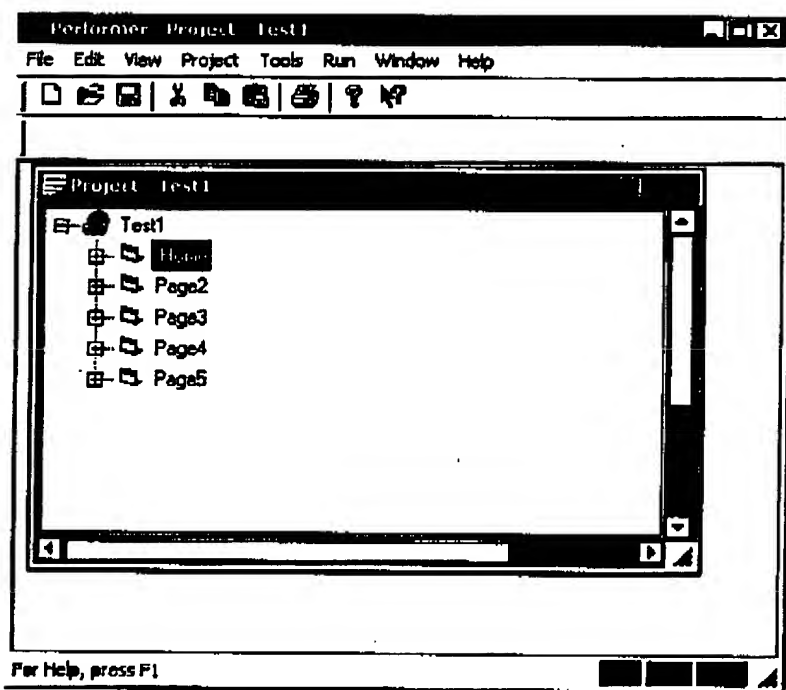 Performer Project Test1
File Edit View Project Tools Run Window Help
Project Test1
Test1
Home
Page2
Page3
Page4
Page5
For Help, press F1